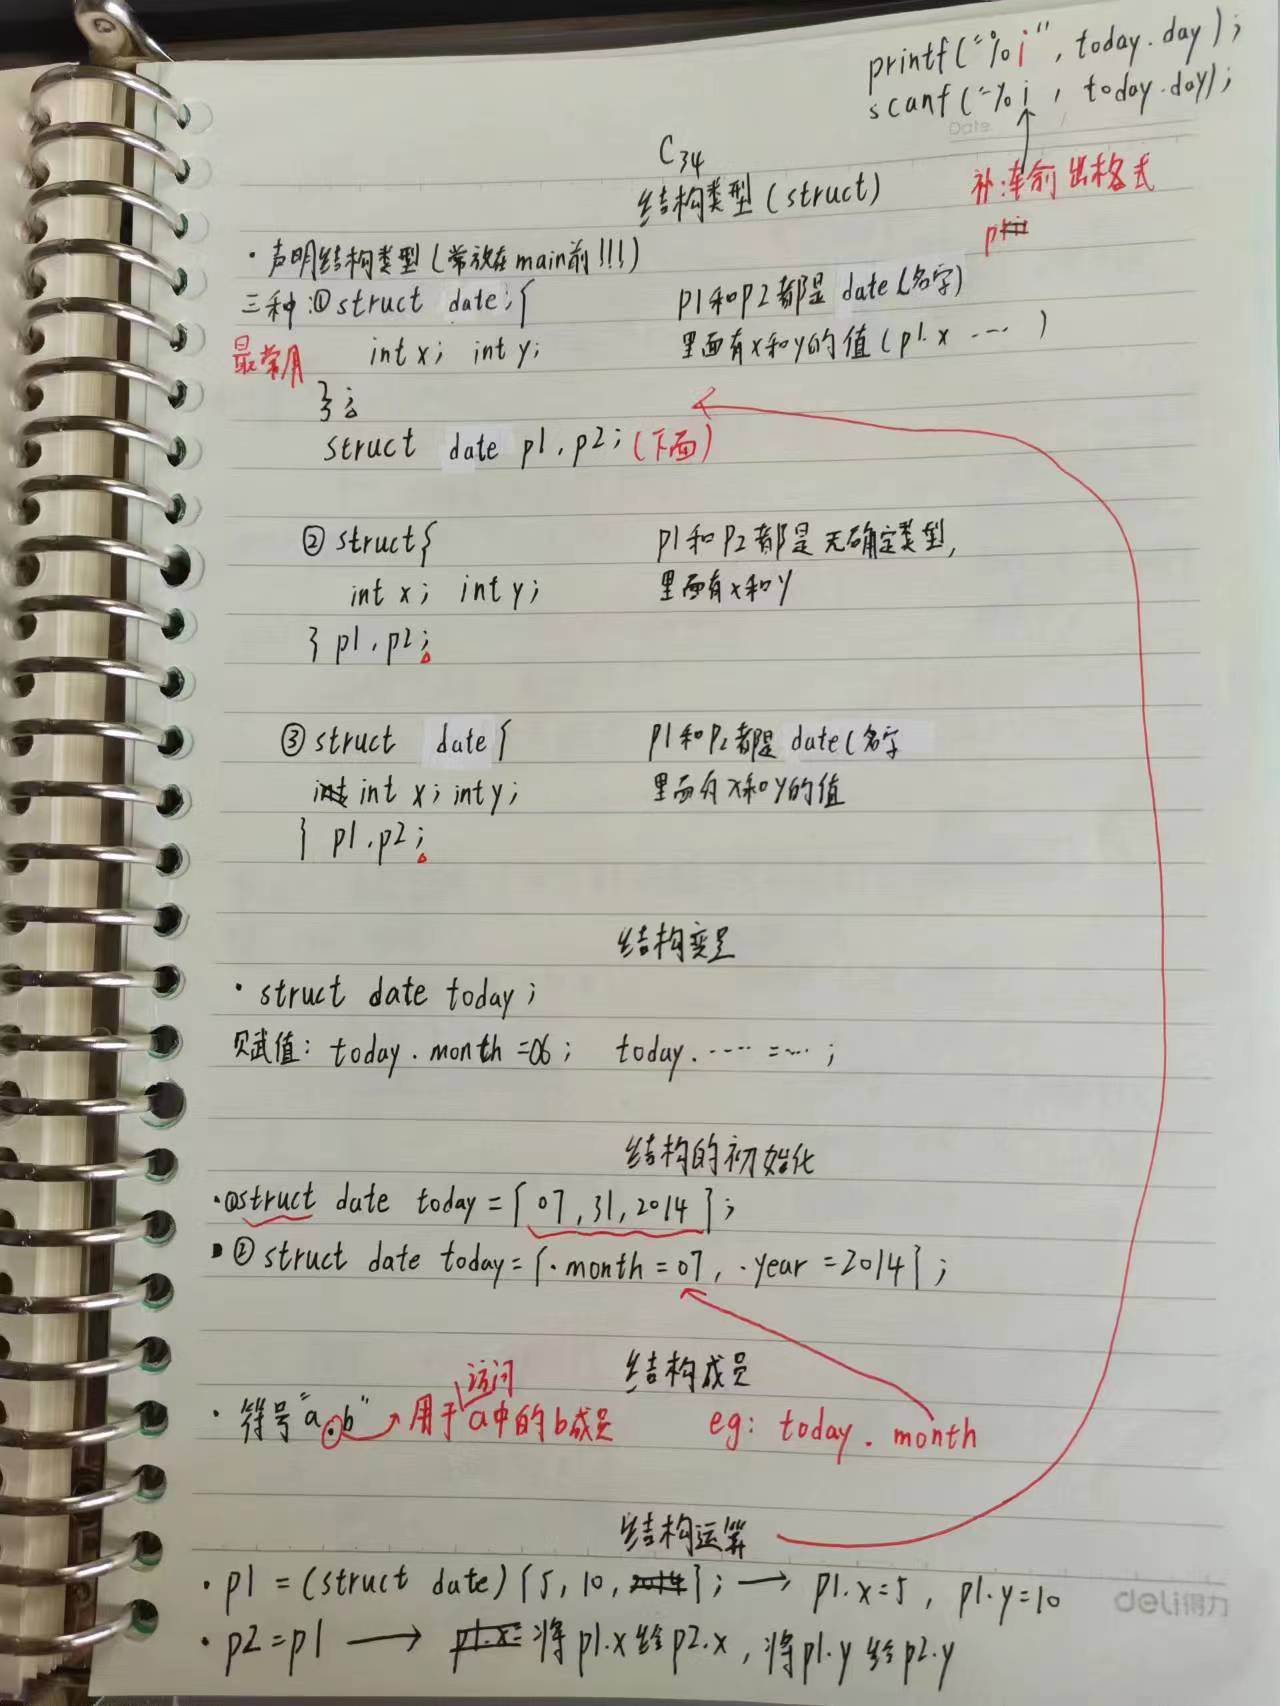 printf("%i", today.day);
scanf("%i, today.day);
Date
C34
结构类型(struct)
补:输出格式
·声明结构类型(常放在main前!!!)
三种:①struct date;{
p1和p2都是date(名字)
最常用
int x; int y;
里面有x和y的值(p1.x ····)
};
struct date p1,p2;(下面)
②struct{
p1和p2都是无确定类型,
int x; int y;
里面有x和y
} p1,p2;
③struct date{
p1和p2都是date(名字
int int x; int y;
里面有x和y的值
} p1,p2;
结构变量
·struct date today;
赋值: today.month=06; today.····=···;
结构的初始化
·①struct date today={07,31,2014};
·②struct date today={.month=07, .year=2014};
结构成员
访问
·符号"a.b"→用于a中的b成员 eg: today.month
结构运算
·p1=(struct date){5,10,2014};→ p1.x=5, p1.y=10
deli得力
·p2=p1 → p1.x= 将p1.x给p2.x,将p1.y给p2.y